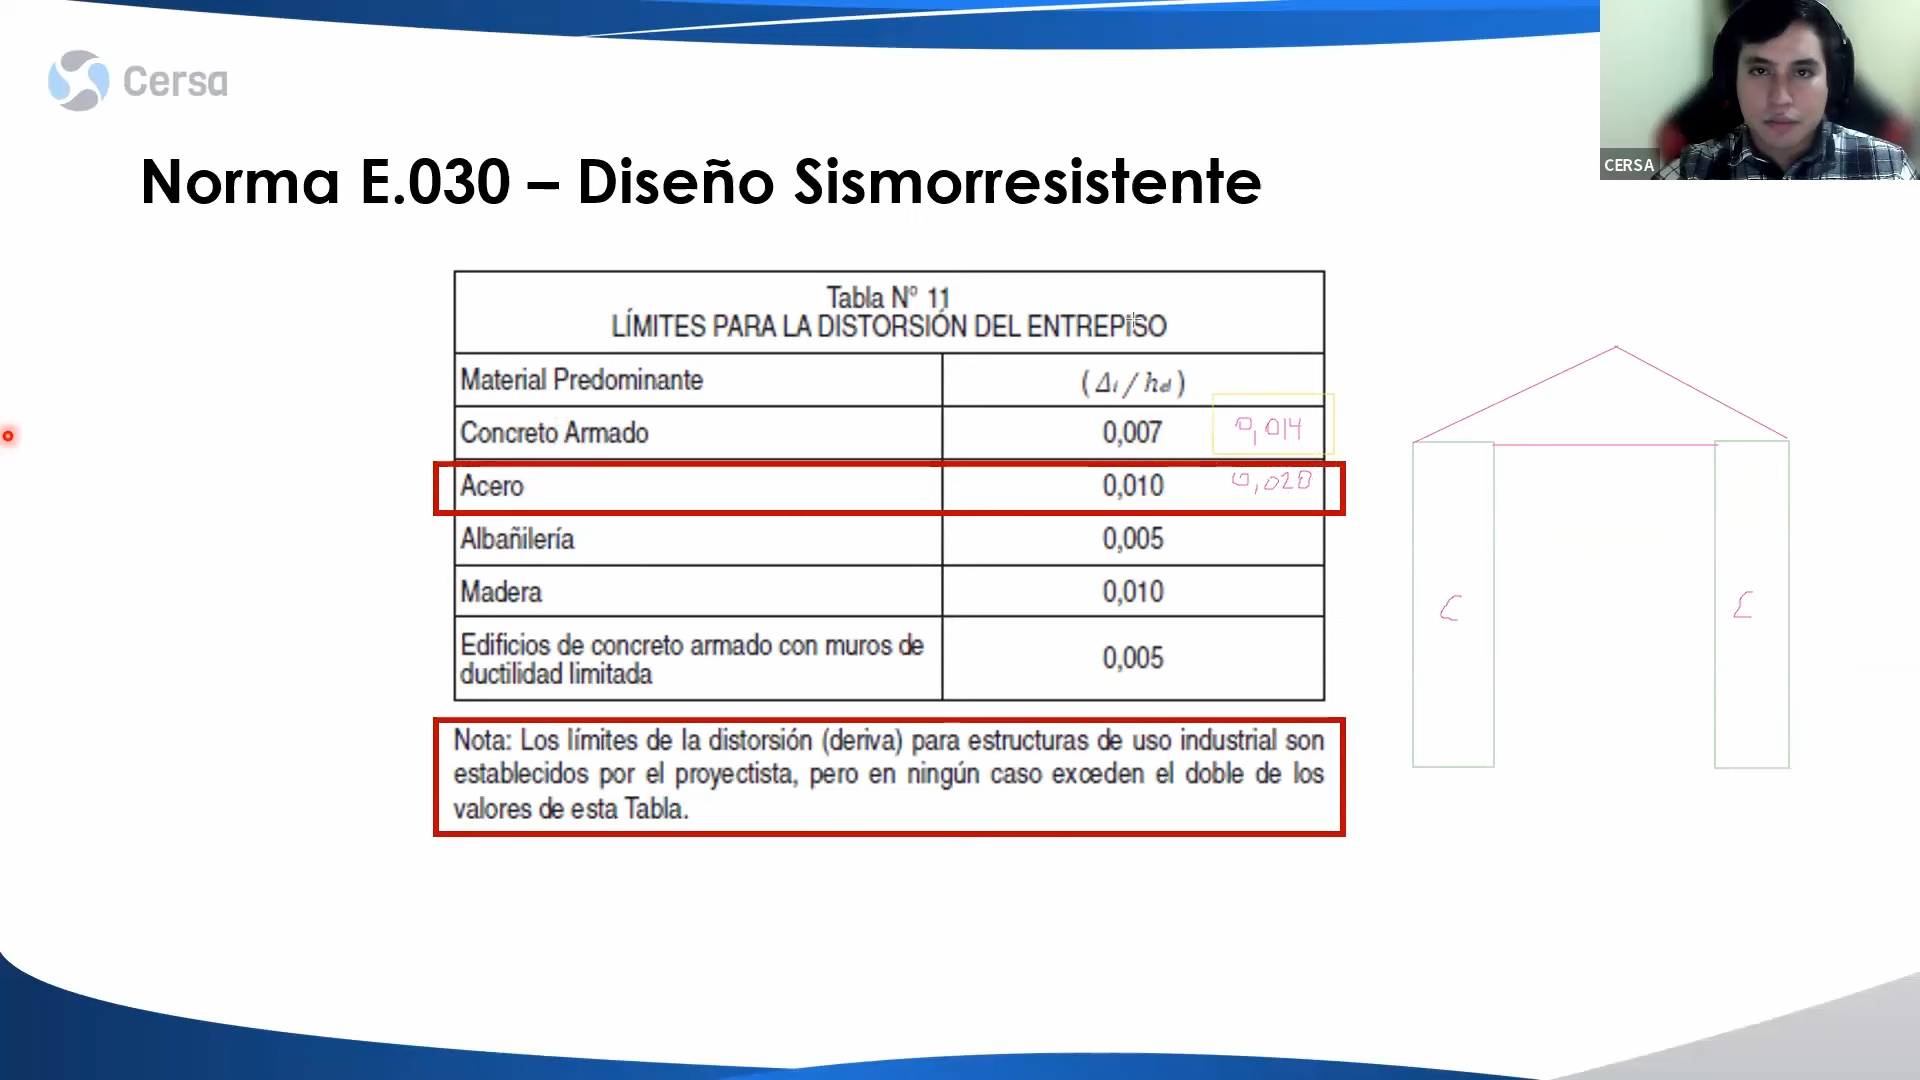 Cersa
CERSA
Norma E.030 – Diseño Sismorresistente
Tabla N° 11
LÍMITES PARA LA DISTORSIÓN DEL ENTREPISO
Material Predominante (Δi / hei)
Concreto Armado 0,007 0,014
Acero 0,010 0,020
Albañilería 0,005
Madera 0,010
Edificios de concreto armado con muros de
ductilidad limitada 0,005
C
Nota: Los límites de la distorsión (deriva) para estructuras de uso industrial son
establecidos por el proyectista, pero en ningún caso exceden el doble de los
valores de esta Tabla.